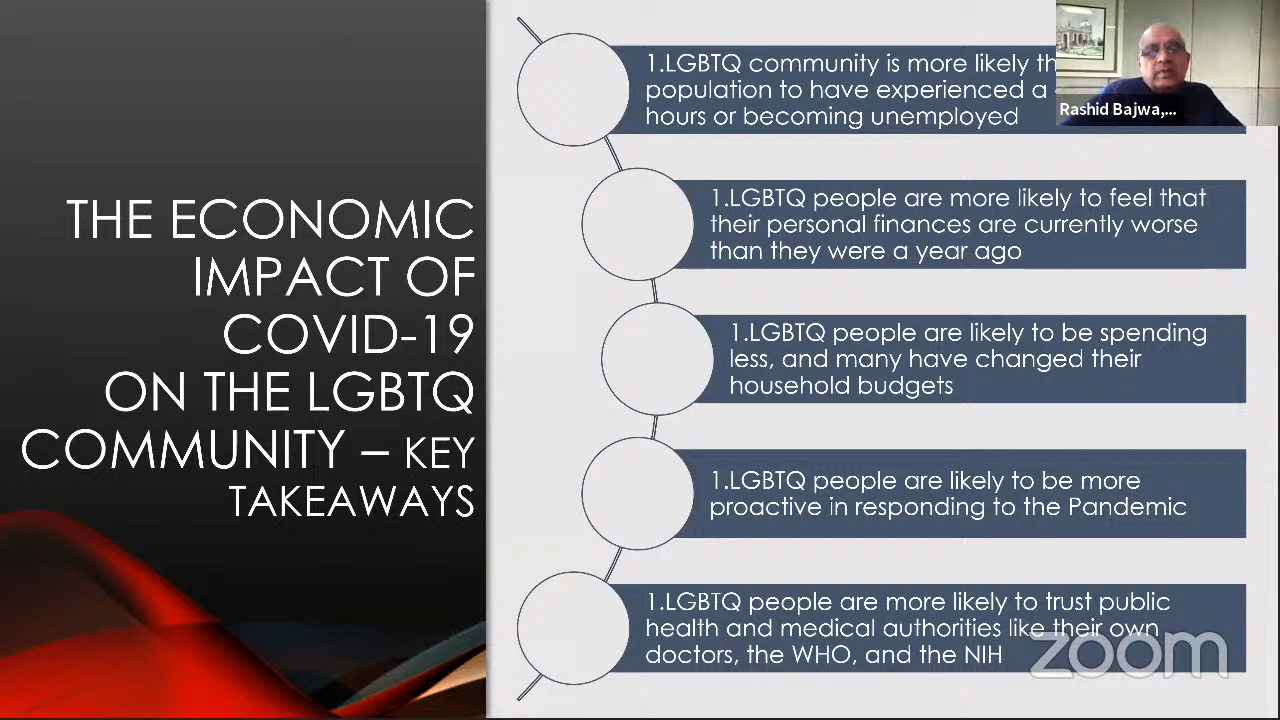 THE ECONOMIC
IMPACT OF
COVID-19
ON THE LGBTQ
COMMUNITY – KEY
TAKEAWAYS
1.LGBTQ community is more likely
population to have experienced a
hours or becoming unemployed
1.LGBTQ people are more likely to feel that
their personal finances are currently worse
than they were a year ago
1.LGBTQ people are likely to be spending
less, and many have changed their
household budgets
1.LGBTQ people are likely to be more
proactive in responding to the Pandemic
1.LGBTQ people are more likely to trust public
health and medical authorities like their own
doctors, the WHO, and the NIH
Rashid Bajwa,...
zoom